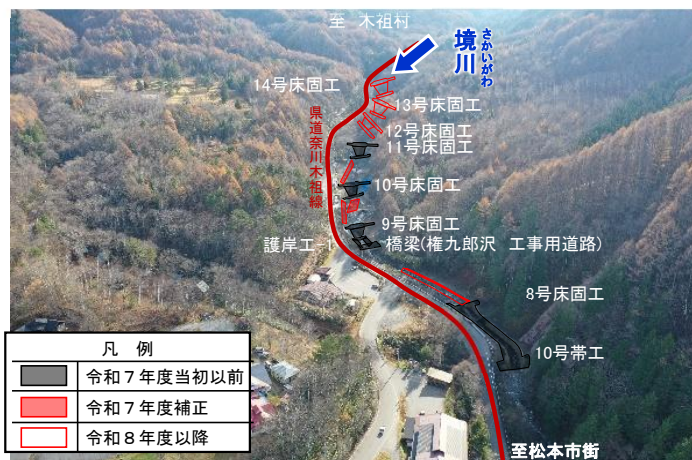 至 木祖村
さかいがわ
境川
14号床固工
13号床固工
県道奈川木祖線
12号床固工
11号床固工
10号床固工
9号床固工
護岸工-1
橋梁(権九郎沢 工事用道路)
8号床固工
10号帯工
凡 例
令和７年度当初以前
令和７年度補正
令和８年度以降
至松本市街